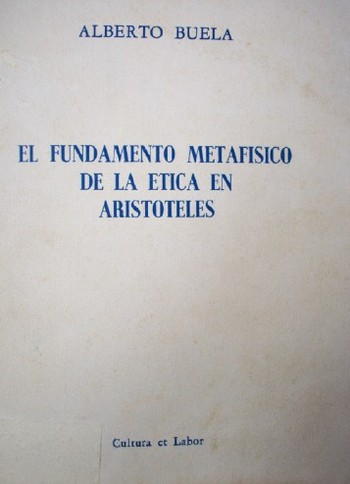 ALBERTO BUELA
EL FUNDAMENTO METAFISICO
DE LA ETICA EN
ARISTOTELES
Cultura et Labor